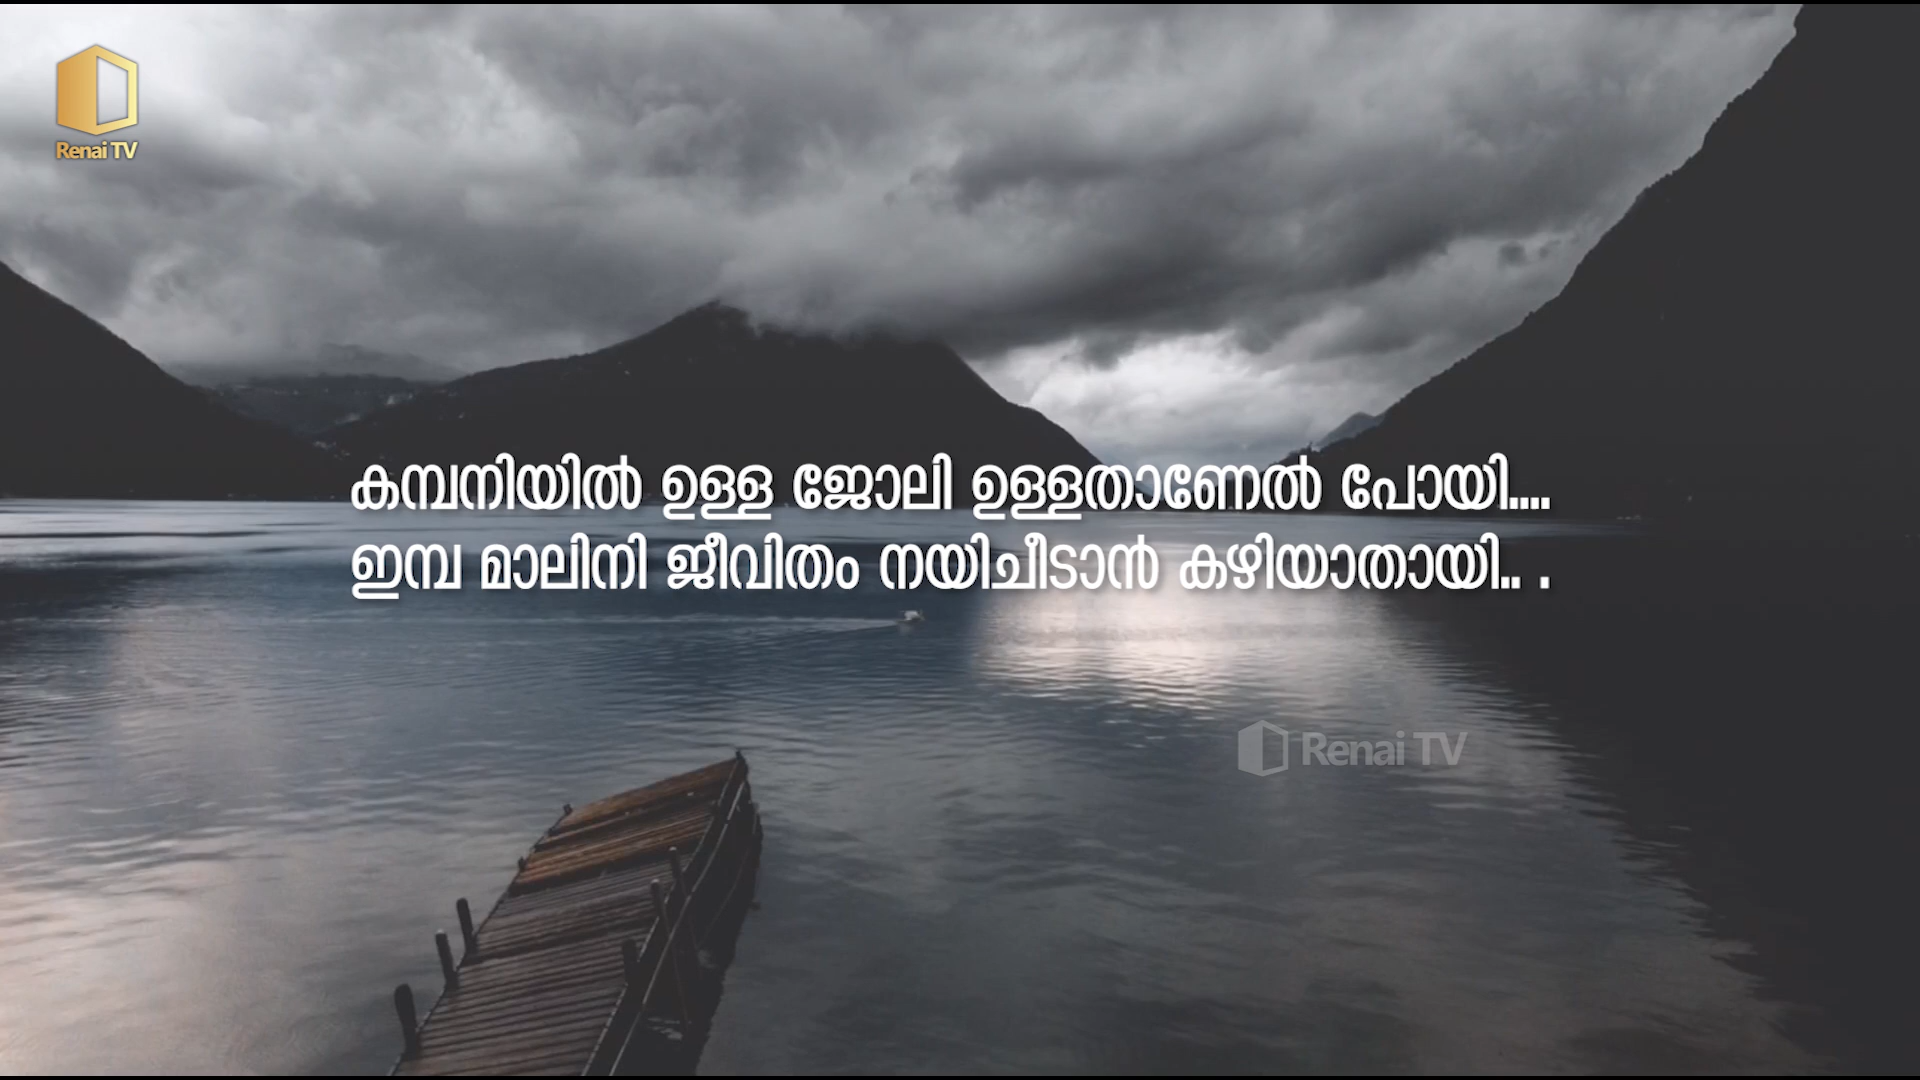 Renai TV
കമ്പനിയിൽ ഉള്ള ജോലി ഉള്ളതാണേൽ പോയി....
ഇമ്പ മാലിനി ജീവിതം നയിചീടാൻ കഴിയാതായി.. .
Renai TV